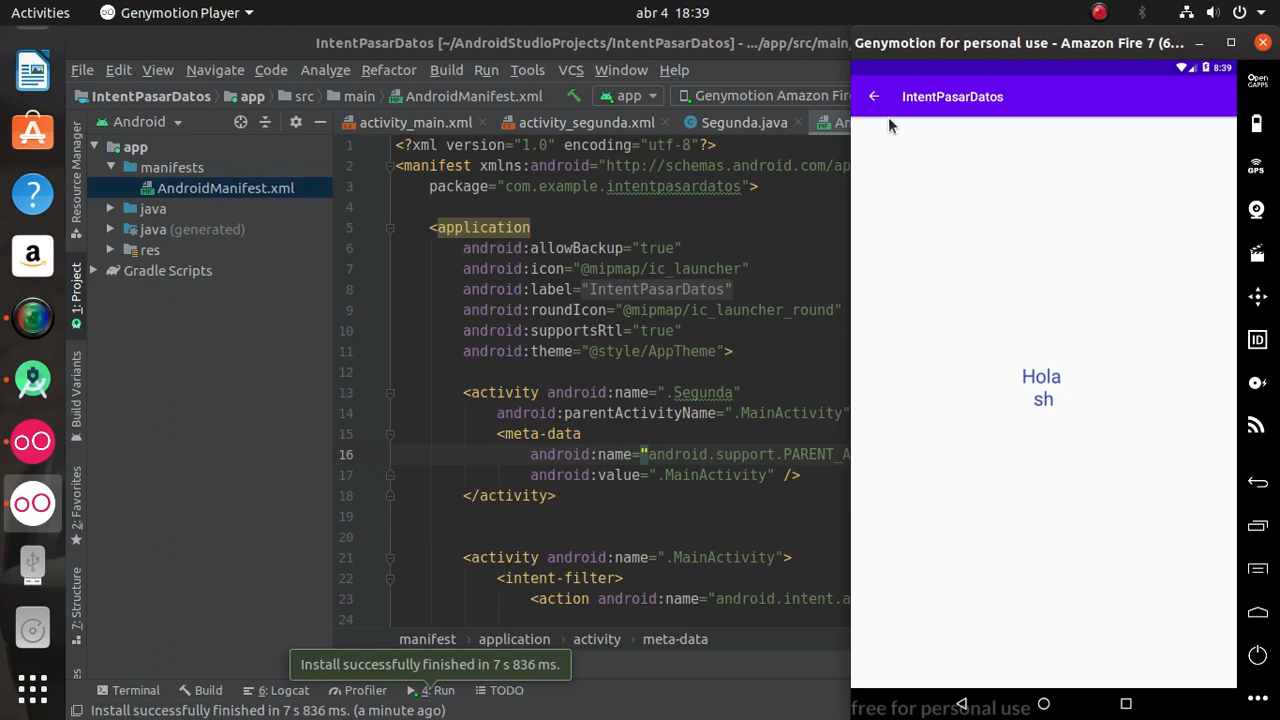 Activities
Genymotion Player
abr 4 18:39
IntentPasarDatos [~/AndroidStudioProjects/IntentPasarDatos] - .../app/src/main/
File Edit View Navigate Code Analyze Refactor Build Run Tools VCS Window Help
IntentPasarDatos app src main AndroidManifest.xml app Genymotion Amazon Fire
Android
activity_main.xml activity_segunda.xml Segunda.java
Resource Manager
1: Project
Build Variants
2: Favorites
7: Structure
app
manifests
AndroidManifest.xml
java
java (generated)
res
Gradle Scripts
1 <?xml version="1.0" encoding="utf-8"?>
2 <manifest xmlns:android="http://schemas.android.com/ap
3 package="com.example.intentpasardatos">
4
5 <application
6 android:allowBackup="true"
7 android:icon="@mipmap/ic_launcher"
8 android:label="IntentPasarDatos"
9 android:roundIcon="@mipmap/ic_launcher_round"
10 android:supportsRtl="true"
11 android:theme="@style/AppTheme">
12
13 <activity android:name=".Segunda"
14 android:parentActivityName=".MainActivity"
15 <meta-data
16 android:name="android.support.PARENT_A
17 android:value=".MainActivity" />
18 </activity>
19
20
21 <activity android:name=".MainActivity">
22 <intent-filter>
23 <action android:name="android.intent.a
24
manifest application activity meta-data
Install successfully finished in 7 s 836 ms.
Terminal Build 6: Logcat Profiler 4: Run TODO
Install successfully finished in 7 s 836 ms. (a minute ago)
Genymotion for personal use - Amazon Fire 7 (6...
8:39
IntentPasarDatos
Hola
sh
free for personal use
OPEN
GAPPS
GPS
ID